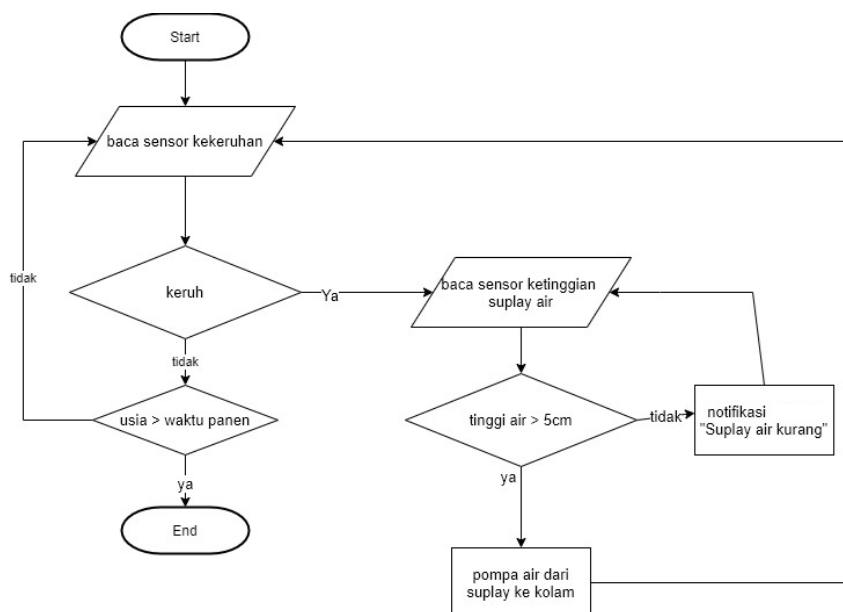 Start
baca sensor kekeruhan
tidak
keruh
Ya
baca sensor ketinggian
suplay air
tidak
usia > waktu panen
tinggi air > 5cm
tidak
notifikasi
"Suplay air kurang"
ya
ya
End
pompa air dari
suplay ke kolam